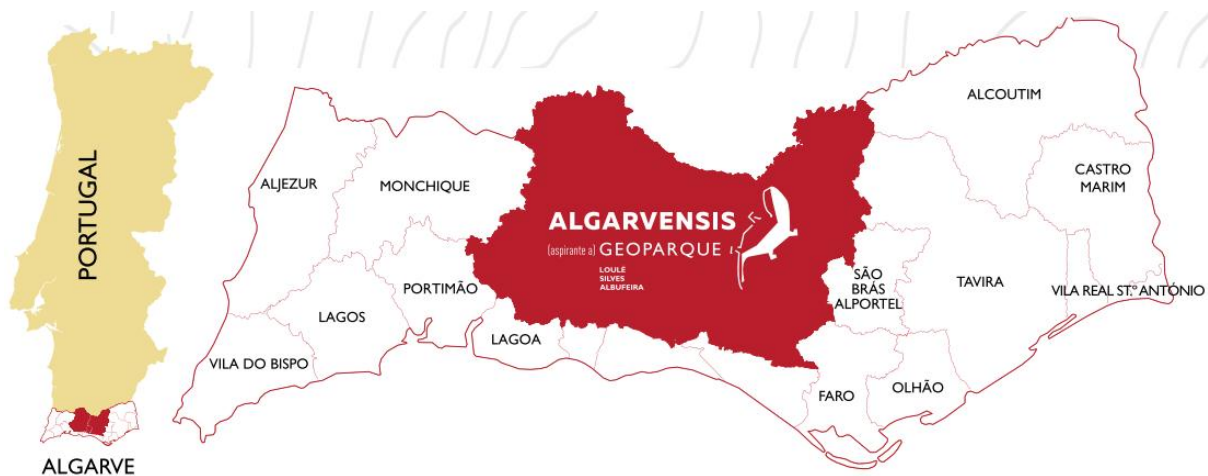 PORTUGAL
ALGARVE
ALJEZUR
MONCHIQUE
ALCOUTIM
CASTRO
MARIM
ALGARVENSIS
(aspirante a) GEOPARQUE
LOULÉ
SILVES
ALBUFEIRA
PORTIMÃO
LAGOS
VILA DO BISPO
LAGOA
SÃO
BRÁS
ALPORTEL
TAVIRA
VILA REAL ST.º ANTÓNIO
FARO
OLHÃO